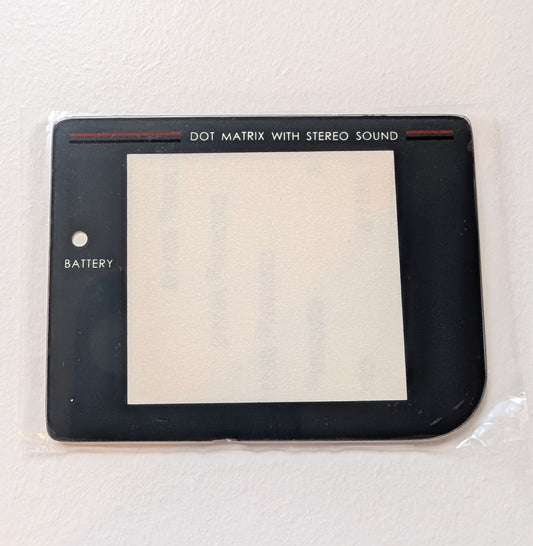 DOT MATRIX WITH STEREO SOUND
BATTERY